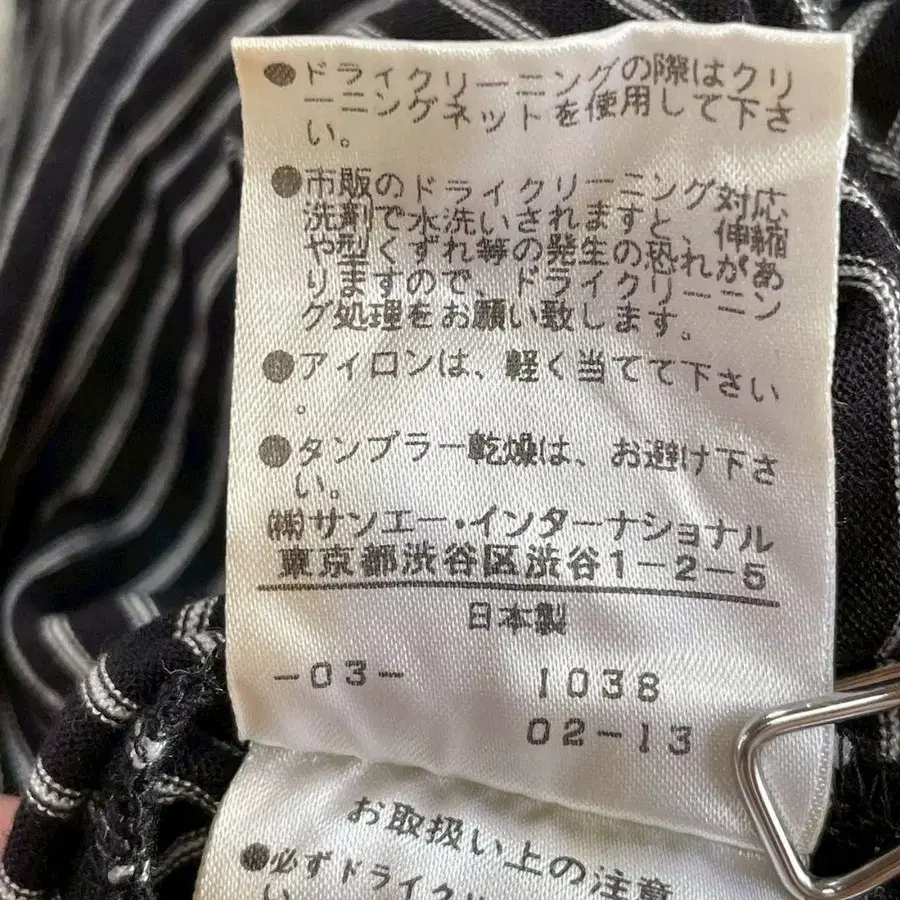 ●ドライクリーニングの際はクリ
ーニングネットを使用して下さ
い。
●市販のドライクリーニング対応
洗剤で水洗いされますと、伸縮
や型くずれ等の発生の恐れがあ
りますので、ドライクリーニン
グ処理をお願い致します。
●アイロンは、軽く当てて下さい
。
●タンブラー乾燥は、お避け下さ
い。
㈱サンエー・インターナショナル
東京都渋谷区渋谷1-2-5
日本製
-03- 1038
02-13
お取扱い上の注意
●必ずドライクリ
い